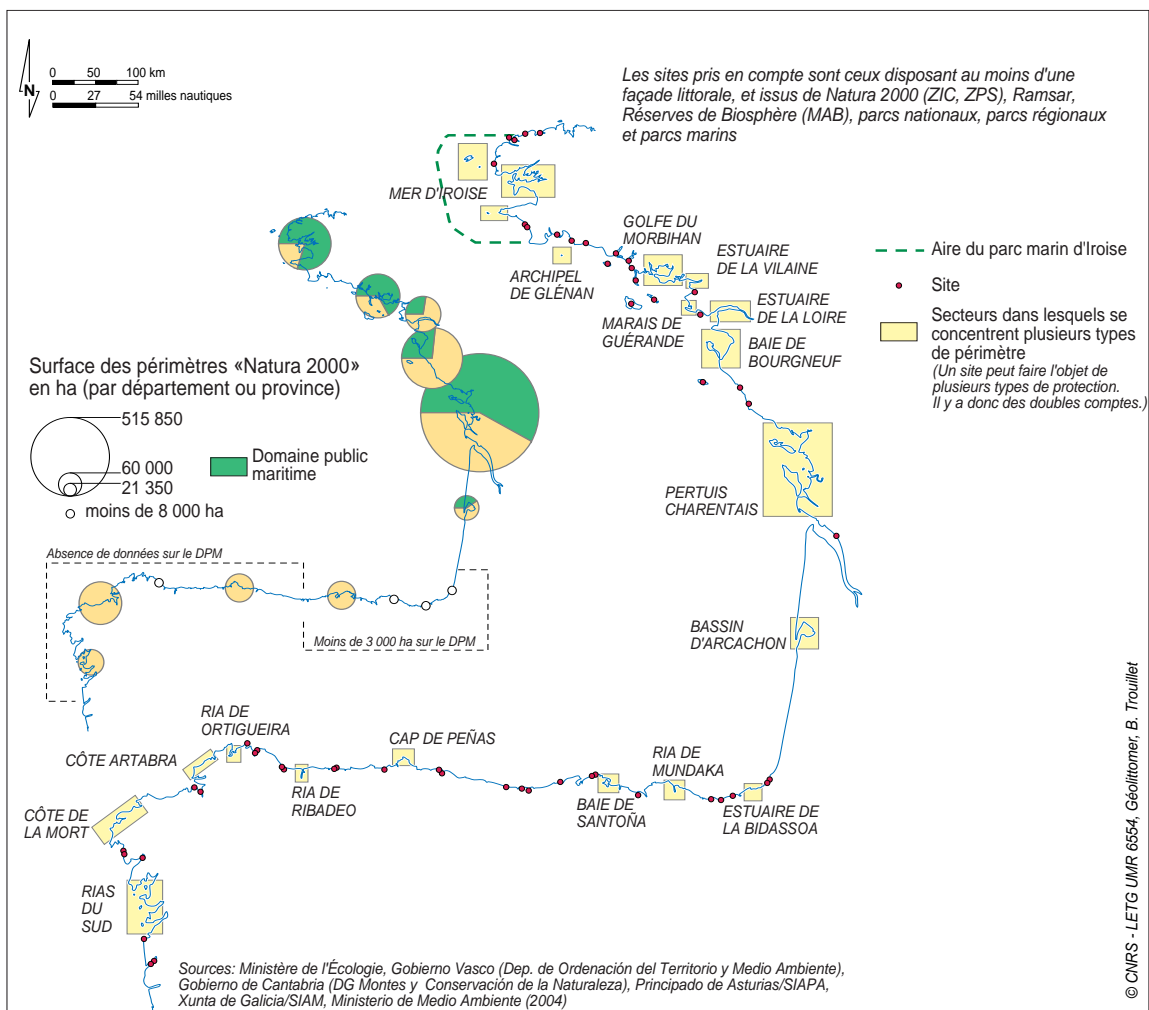 0 50 100 km
0 27 54 milles nautiques
N
Les sites pris en compte sont ceux disposant au moins d'une
façade littorale, et issus de Natura 2000 (ZIC, ZPS), Ramsar,
Réserves de Biosphère (MAB), parcs nationaux, parcs régionaux
et parcs marins
MER D'IROISE
GOLFE DU
MORBIHAN
ESTUAIRE
DE LA VILAINE
ARCHIPEL
DE GLÉNAN
MARAIS DE
GUÉRANDE
ESTUAIRE
DE LA LOIRE
BAIE DE
BOURGNEUF
Aire du parc marin d'Iroise
Site
Secteurs dans lesquels se
concentrent plusieurs types
de périmètre
(Un site peut faire l'objet de
plusieurs types de protection.
Il y a donc des doubles comptes.)
Surface des périmètres «Natura 2000»
en ha (par département ou province)
515 850
60 000
21 350
moins de 8 000 ha
Domaine public
maritime
PERTUIS
CHARENTAIS
Absence de données sur le DPM
Moins de 3 000 ha sur le DPM
BASSIN
D'ARCACHON
RIA DE
ORTIGUEIRA
CÔTE ARTABRA
CAP DE PEÑAS
RIA DE
MUNDAKA
RIA DE
RIBADEO
BAIE DE
SANTOÑA
ESTUAIRE DE
LA BIDASSOA
CÔTE DE
LA MORT
RIAS
DU
SUD
Sources: Ministère de l'Écologie, Gobierno Vasco (Dep. de Ordenación del Territorio y Medio Ambiente),
Gobierno de Cantabria (DG Montes y Conservación de la Naturaleza), Principado de Asturias/SIAPA,
Xunta de Galicia/SIAM, Ministerio de Medio Ambiente (2004)
© CNRS - LETG UMR 6554, Géolittomer, B. Trouillet